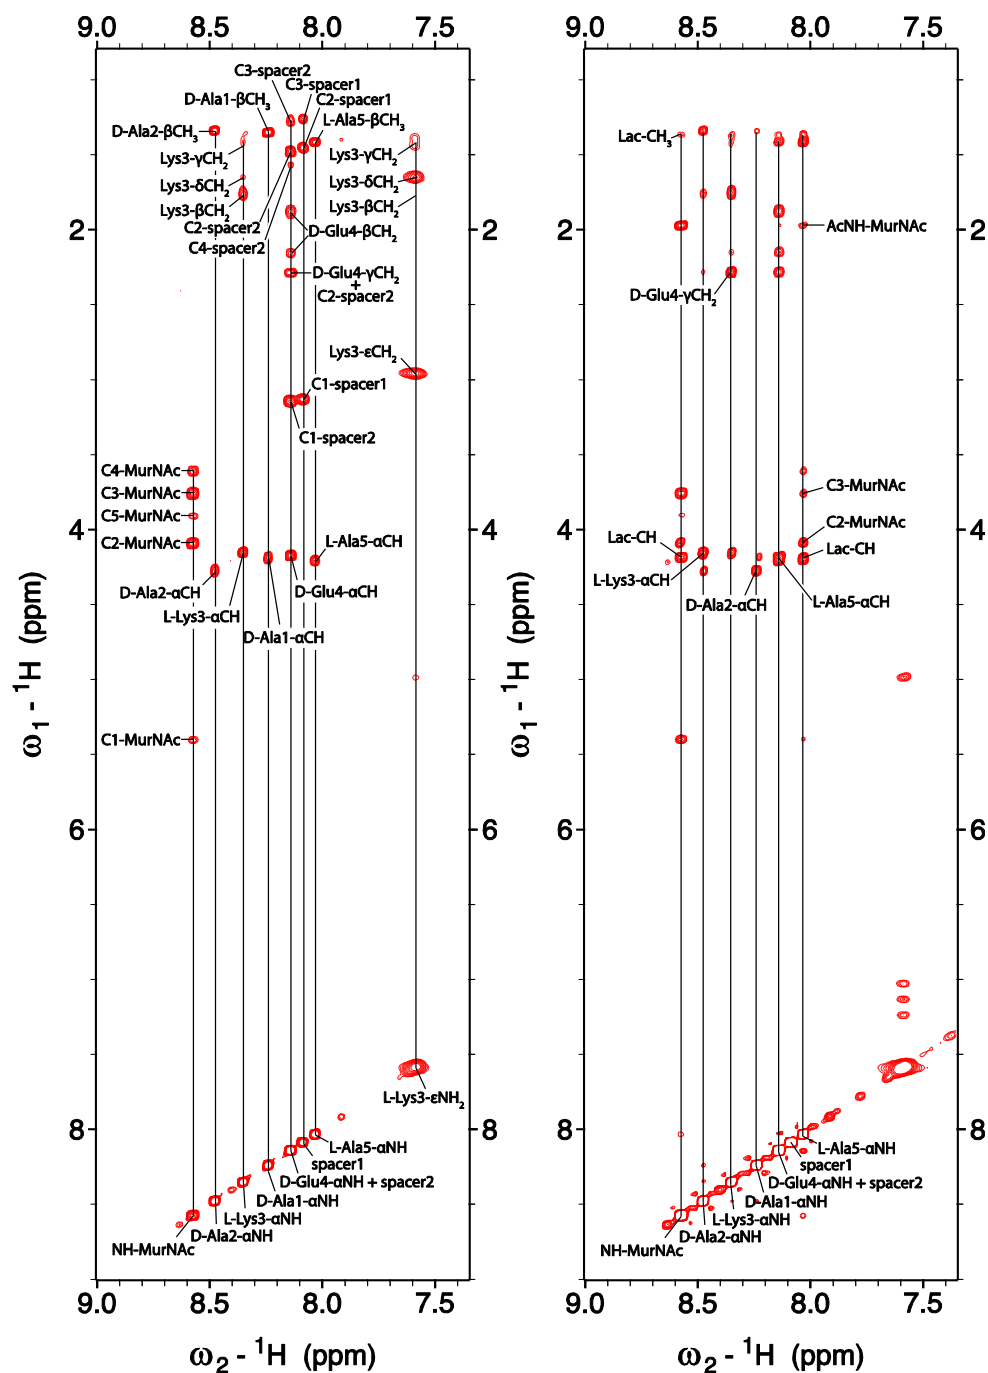 9.0 8.5 8.0 7.5
C3-spacer2
C3-spacer1
D-Ala1-βCH3
C2-spacer1
D-Ala2-βCH3
L-Ala5-βCH3
Lys3-γCH2
Lys3-γCH2
Lys3-δCH2
Lys3-δCH2
Lys3-βCH2
Lys3-βCH2
C2-spacer2
D-Glu4-βCH2
C4-spacer2
D-Glu4-γCH2
+
C2-spacer2
Lys3-εCH2
C1-spacer1
C1-spacer2
C4-MurNAc
C3-MurNAc
C5-MurNAc
C2-MurNAc
L-Ala5-αCH
D-Ala2-αCH
D-Glu4-αCH
L-Lys3-αCH
D-Ala1-αCH
C1-MurNAc
L-Lys3-εNH2
L-Ala5-αNH
spacer1
D-Glu4-αNH + spacer2
D-Ala1-αNH
L-Lys3-αNH
D-Ala2-αNH
NH-MurNAc
2
4
6
8
2
4
6
8
ω1 - 1H (ppm)
9.0 8.5 8.0 7.5
ω2 - 1H (ppm)
9.0 8.5 8.0 7.5
Lac-CH3
AcNH-MurNAc
D-Glu4-γCH2
C3-MurNAc
C2-MurNAc
Lac-CH
Lac-CH
L-Lys3-αCH
D-Ala2-αCH
L-Ala5-αCH
L-Ala5-αNH
spacer1
D-Glu4-αNH + spacer2
D-Ala1-αNH
L-Lys3-αNH
D-Ala2-αNH
NH-MurNAc
2
4
6
8
ω1 - 1H (ppm)
9.0 8.5 8.0 7.5
ω2 - 1H (ppm)